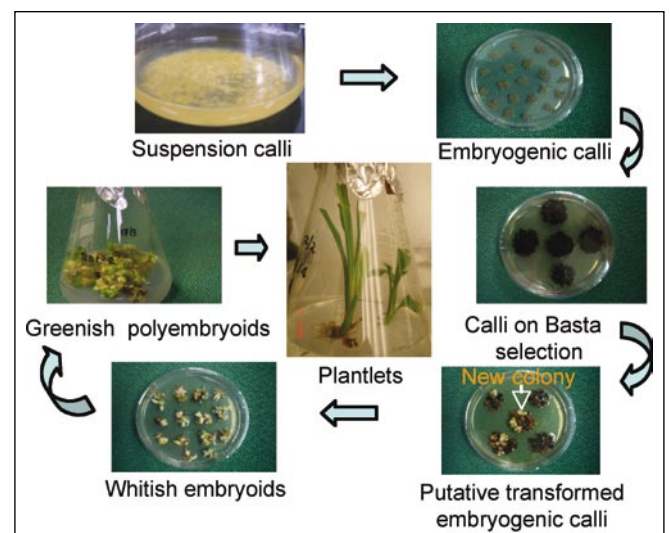 Suspension calli
Embryogenic calli
Calli on Basta
selection
New colony
Putative transformed
embryogenic calli
Whitish embryoids
Greenish polyembryoids
Plantlets